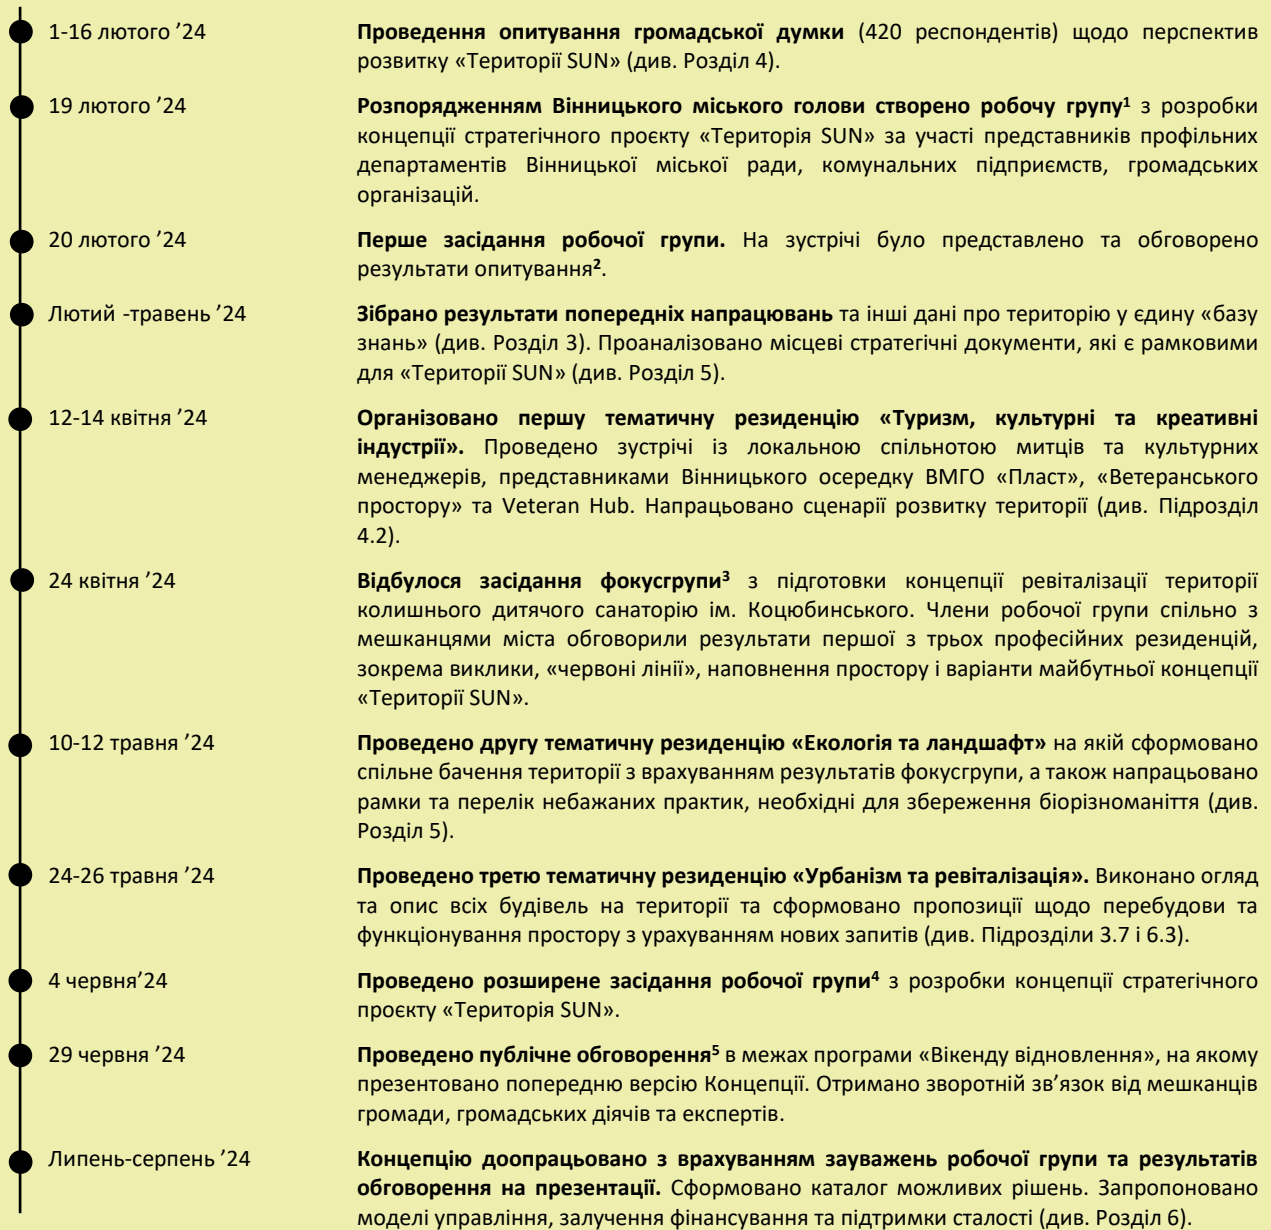 1-16 лютого ’24
Проведення опитування громадської думки (420 респондентів) щодо перспектив
розвитку «Території SUN» (див. Розділ 4).
19 лютого ’24
Розпорядженням Вінницького міського голови створено робочу групу¹ з розробки
концепції стратегічного проєкту «Територія SUN» за участі представників профільних
департаментів Вінницької міської ради, комунальних підприємств, громадських
організацій.
20 лютого ’24
Перше засідання робочої групи. На зустрічі було представлено та обговорено
результати опитування².
Лютий -травень ’24
Зібрано результати попередніх напрацювань та інші дані про територію у єдину «базу
знань» (див. Розділ 3). Проаналізовано місцеві стратегічні документи, які є рамковими
для «Території SUN» (див. Розділ 5).
12-14 квітня ’24
Організовано першу тематичну резиденцію «Туризм, культурні та креативні
індустрії». Проведено зустрічі із локальною спільнотою митців та культурних
менеджерів, представниками Вінницького осередку ВМГО «Пласт», «Ветеранського
простору» та Veteran Hub. Напрацьовано сценарії розвитку території (див. Підрозділ
4.2).
24 квітня ’24
Відбулося засідання фокусгрупи³ з підготовки концепції ревіталізації території
колишнього дитячого санаторію ім. Коцюбинського. Члени робочої групи спільно з
мешканцями міста обговорили результати першої з трьох професійних резиденцій,
зокрема виклики, «червоні лінії», наповнення простору і варіанти майбутньої концепції
«Території SUN».
10-12 травня ’24
Проведено другу тематичну резиденцію «Екологія та ландшафт» на якій сформовано
спільне бачення території з врахуванням результатів фокусгрупи, а також напрацьовано
рамки та перелік небажаних практик, необхідні для збереження біорізноманіття (див.
Розділ 5).
24-26 травня ’24
Проведено третю тематичну резиденцію «Урбанізм та ревіталізація». Виконано огляд
та опис всіх будівель на території та сформовано пропозиції щодо перебудови та
функціонування простору з урахуванням нових запитів (див. Підрозділи 3.7 і 6.3).
4 червня’24
Проведено розширене засідання робочої групи⁴ з розробки концепції стратегічного
проєкту «Територія SUN».
29 червня ’24
Проведено публічне обговорення⁵ в межах програми «Вікенду відновлення», на якому
презентовано попередню версію Концепції. Отримано зворотній зв’язок від мешканців
громади, громадських діячів та експертів.
Липень-серпень ’24
Концепцію доопрацьовано з врахуванням зауважень робочої групи та результатів
обговорення на презентації. Сформовано каталог можливих рішень. Запропоновано
моделі управління, залучення фінансування та підтримки сталості (див. Розділ 6).